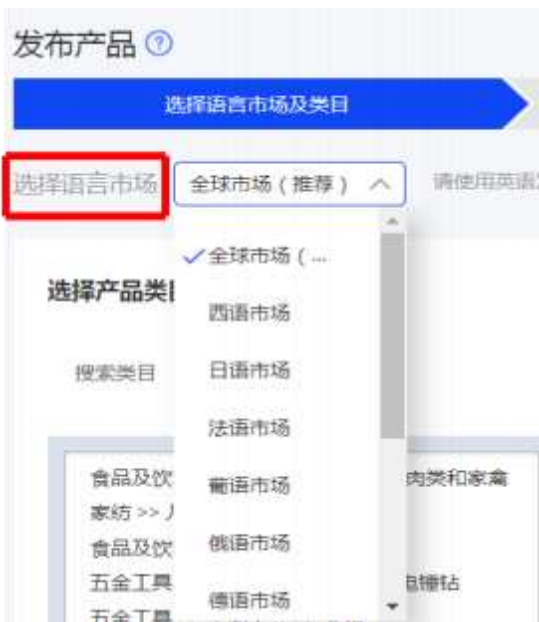 发布产品 ?
选择语言市场及类目
选择语言市场 全球市场（推荐） 请使用英语
全球市场（...
选择产品类
西语市场
搜索类目 日语市场
法语市场
食品及饮 葡语市场 肉类和家禽
家纺 >>
食品及饮 俄语市场
五金工具 电锤钻
德语市场
五金工具